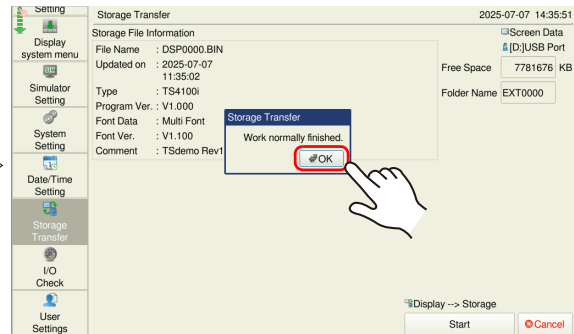 Setting
Storage Transfer
2025-07-07 14:35:51
Display
system menu
Simulator
Setting
System
Setting
Date/Time
Setting
Storage
Transfer
I/O
Check
User
Settings
Storage File Information
File Name : DSP0000.BIN
Updated on : 2025-07-07
11:35:02
Type : TS4100i
Program Ver. : V1.000
Font Data : Multi Font
Font Ver. : V1.100
Comment : TSdemo Rev1
Screen Data
[D:]USB Port
Free Space 7781676 KB
Folder Name EXT0000
Storage Transfer
Work normally finished.
OK
Display --> Storage
Start
Cancel